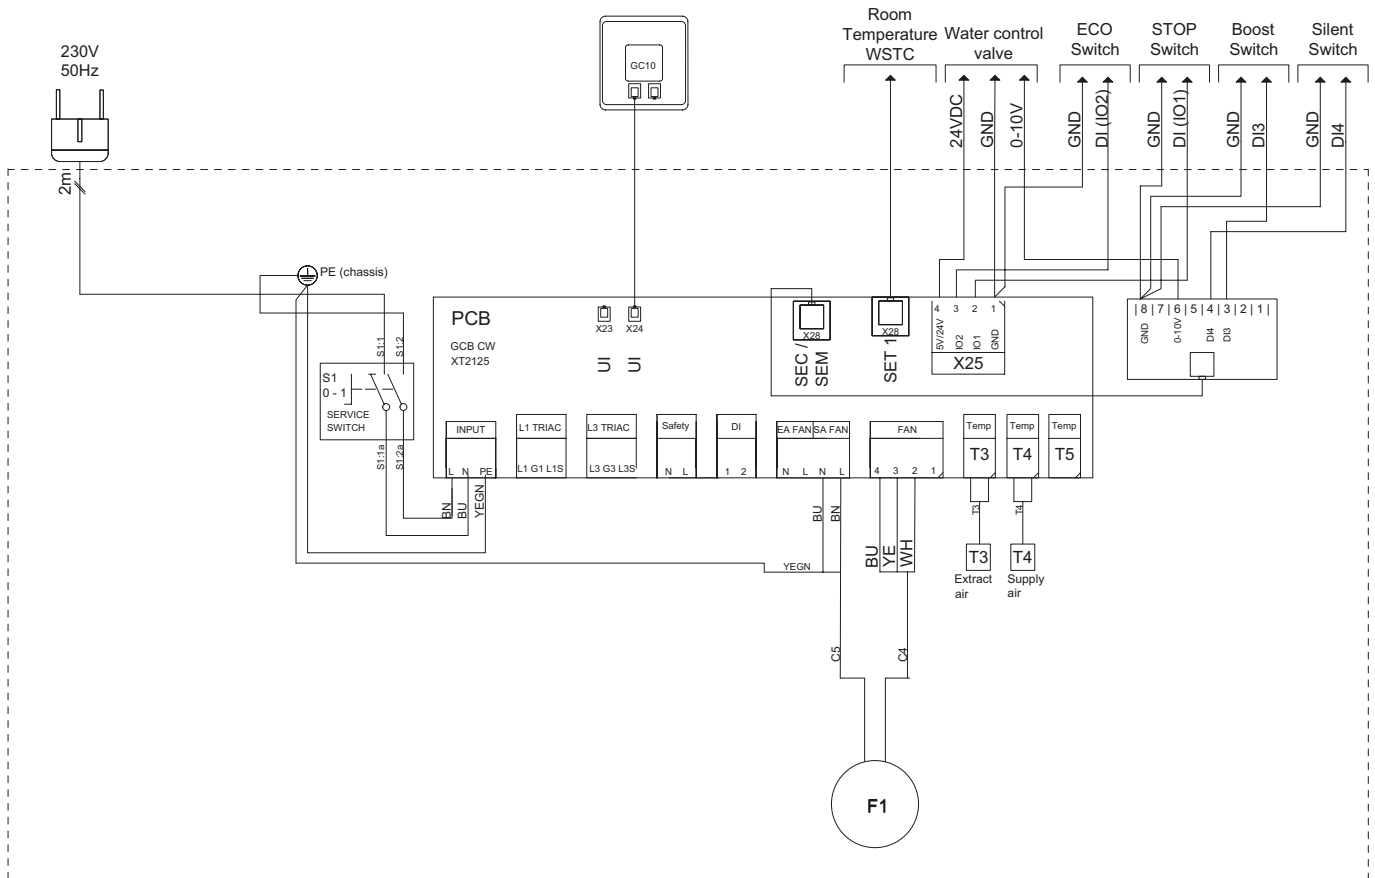 230V
50Hz
2m
GC10
Room
Temperature
WSTC
Water control
valve
ECO
Switch
STOP
Switch
Boost
Switch
Silent
Switch
24VDC
GND
0-10V
GND
DI (IO2)
GND
DI (IO1)
GND
DI3
GND
DI4
PE (chassis)
S1:1
S1:2
S1
0 - 1
SERVICE
SWITCH
S1:1a
S1:2a
PCB
GCB CW
XT2125
X23
X24
UI
UI
X28
SEC /
SEM
X28
SET 1
4 3 2 1
5V/24V
IO2
IO1
GND
X25
| 8 | 7 | 6 | 5 | 4 | 3 | 2 | 1 |
GND
0-10V
DI4
DI3
INPUT
L N PE
L1 TRIAC
L1 G1 L1S
L3 TRIAC
L3 G3 L3S
Safety
N L
DI
1 2
EA FAN
SA FAN
N L N L
FAN
4 3 2 1
Temp
T3
Temp
T4
Temp
T5
BN
BU
YEGN
BU
BN
YEGN
BU
YE
WH
T3
T4
T3
Extract
air
T4
Supply
air
C5
C4
F1